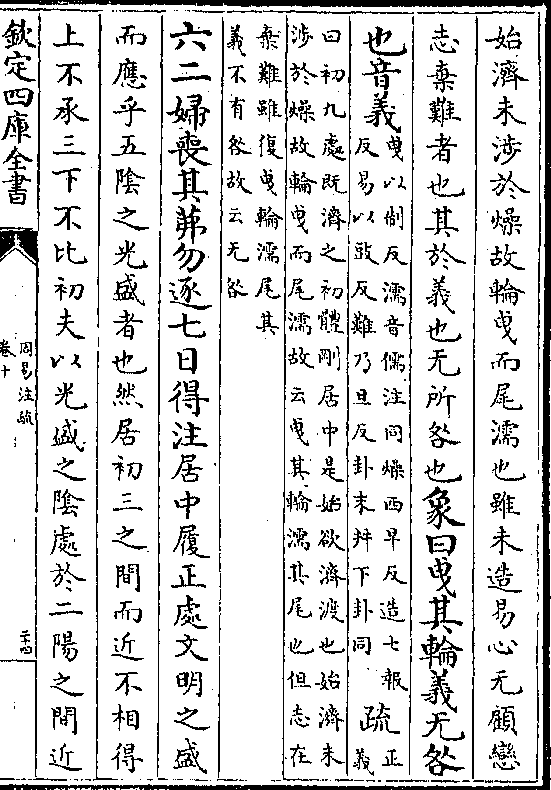 始濟未涉於燥故輪曵而尾濡也雖未造易心无顧戀
志棄難者也其於義也无所咎也象曰曵其輪義无咎
也音義曵以制反濡音儒注同燥西早反造七報
反易以豉反難乃旦反卦末幷下卦同疏正義
曰初九處旣濟之初體剛居中是始欲濟渡也始濟未
涉於燥故輪曵而尾濡故云曵其輪濡其尾也但志在
棄難雖復曵輪濡尾其
義不有咎故云无咎
六二婦喪其茀勿逐七日得注居中履正處文明之盛
而應乎五陰之光盛者也然居初三之間而近不相得
上不承三下不比初夫以光盛之陰處於二陽之間近
欽定四庫全書
周易注疏
卷十
二十四